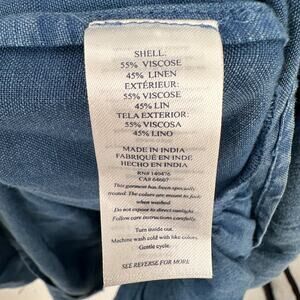 SHELL:
55% VISCOSE
45% LINEN
EXTÉRIEUR:
55% VISCOSE
45% LIN
TELA EXTERIOR:
55% VISCOSA
45% LINO
MADE IN INDIA
FABRIQUÉ EN INDE
HECHO EN INDIA
RN# 140476
CA# 64607
This garment has been specially
treated. The colors are meant to fade
when washed.
Do not expose to direct sunlight.
Follow care instructions carefully.
Turn inside out.
Machine wash cold with like colors.
Gentle cycle.
SEE REVERSE FOR MORE